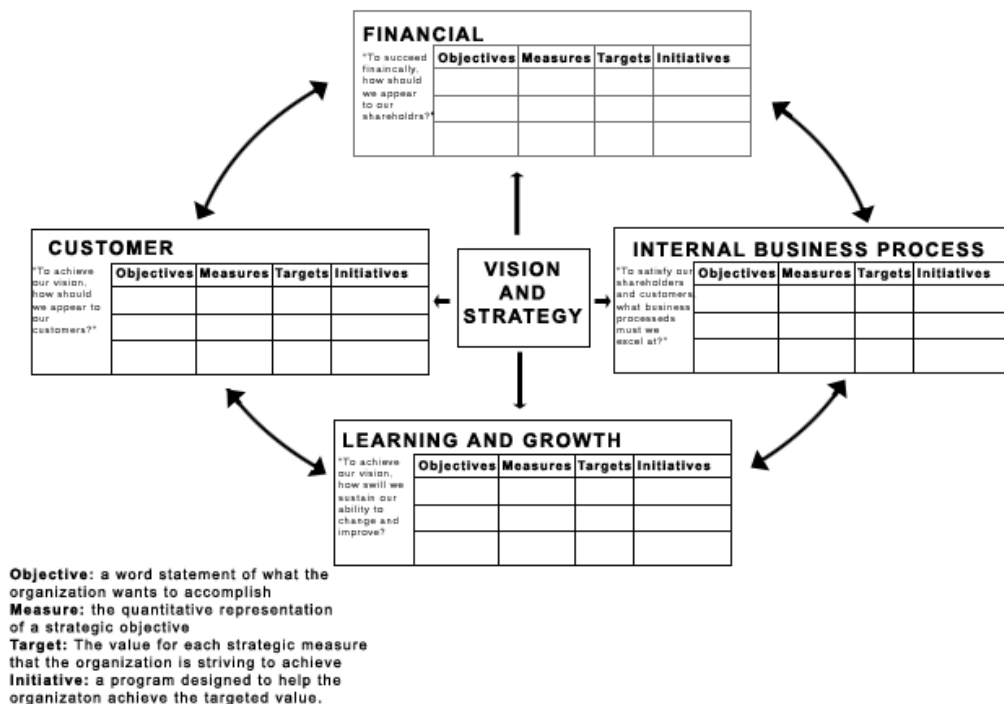 FINANCIAL
"To succeed
finaincally,
how should
we appear
to our
shareholdrs?"
Objectives Measures Targets Initiatives
CUSTOMER
"To achieve
our vision,
how should
we appear to
our
customers?"
Objectives Measures Targets Initiatives
VISION
AND
STRATEGY
INTERNAL BUSINESS PROCESS
"To satisfy our
shareholders
and customers
what business
processeds
must we
excel at?"
Objectives Measures Targets Initiatives
LEARNING AND GROWTH
"To achieve
our vision,
how swill we
sustain our
ability to
change and
improve?
Objectives Measures Targets Initiatives
Objective: a word statement of what the
organization wants to accomplish
Measure: the quantitative representation
of a strategic objective
Target: The value for each strategic measure
that the organization is striving to achieve
Initiative: a program designed to help the
organizaton achieve the targeted value.